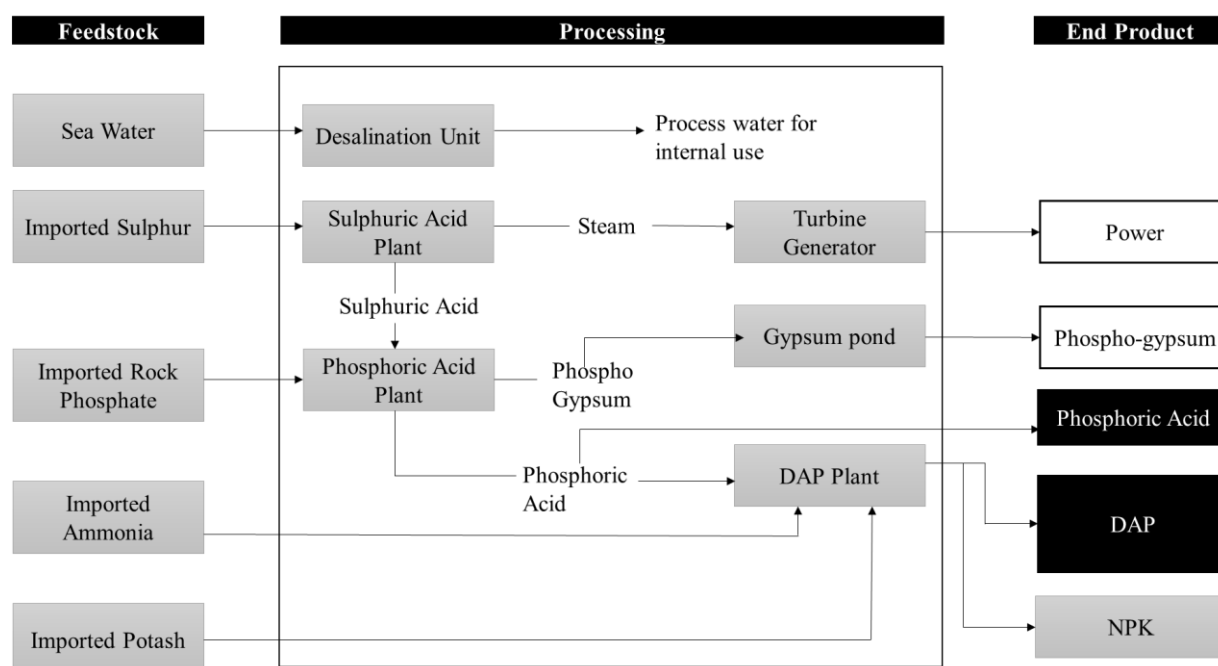 Feedstock
Processing
End Product
Sea Water
Desalination Unit
Process water for
internal use
Imported Sulphur
Sulphuric Acid
Plant
Steam
Turbine
Generator
Power
Sulphuric Acid
Imported Rock
Phosphate
Phosphoric Acid
Plant
Phospho
Gypsum
Gypsum pond
Phospho-gypsum
Phosphoric Acid
Imported
Ammonia
Phosphoric
Acid
DAP Plant
DAP
Imported Potash
NPK